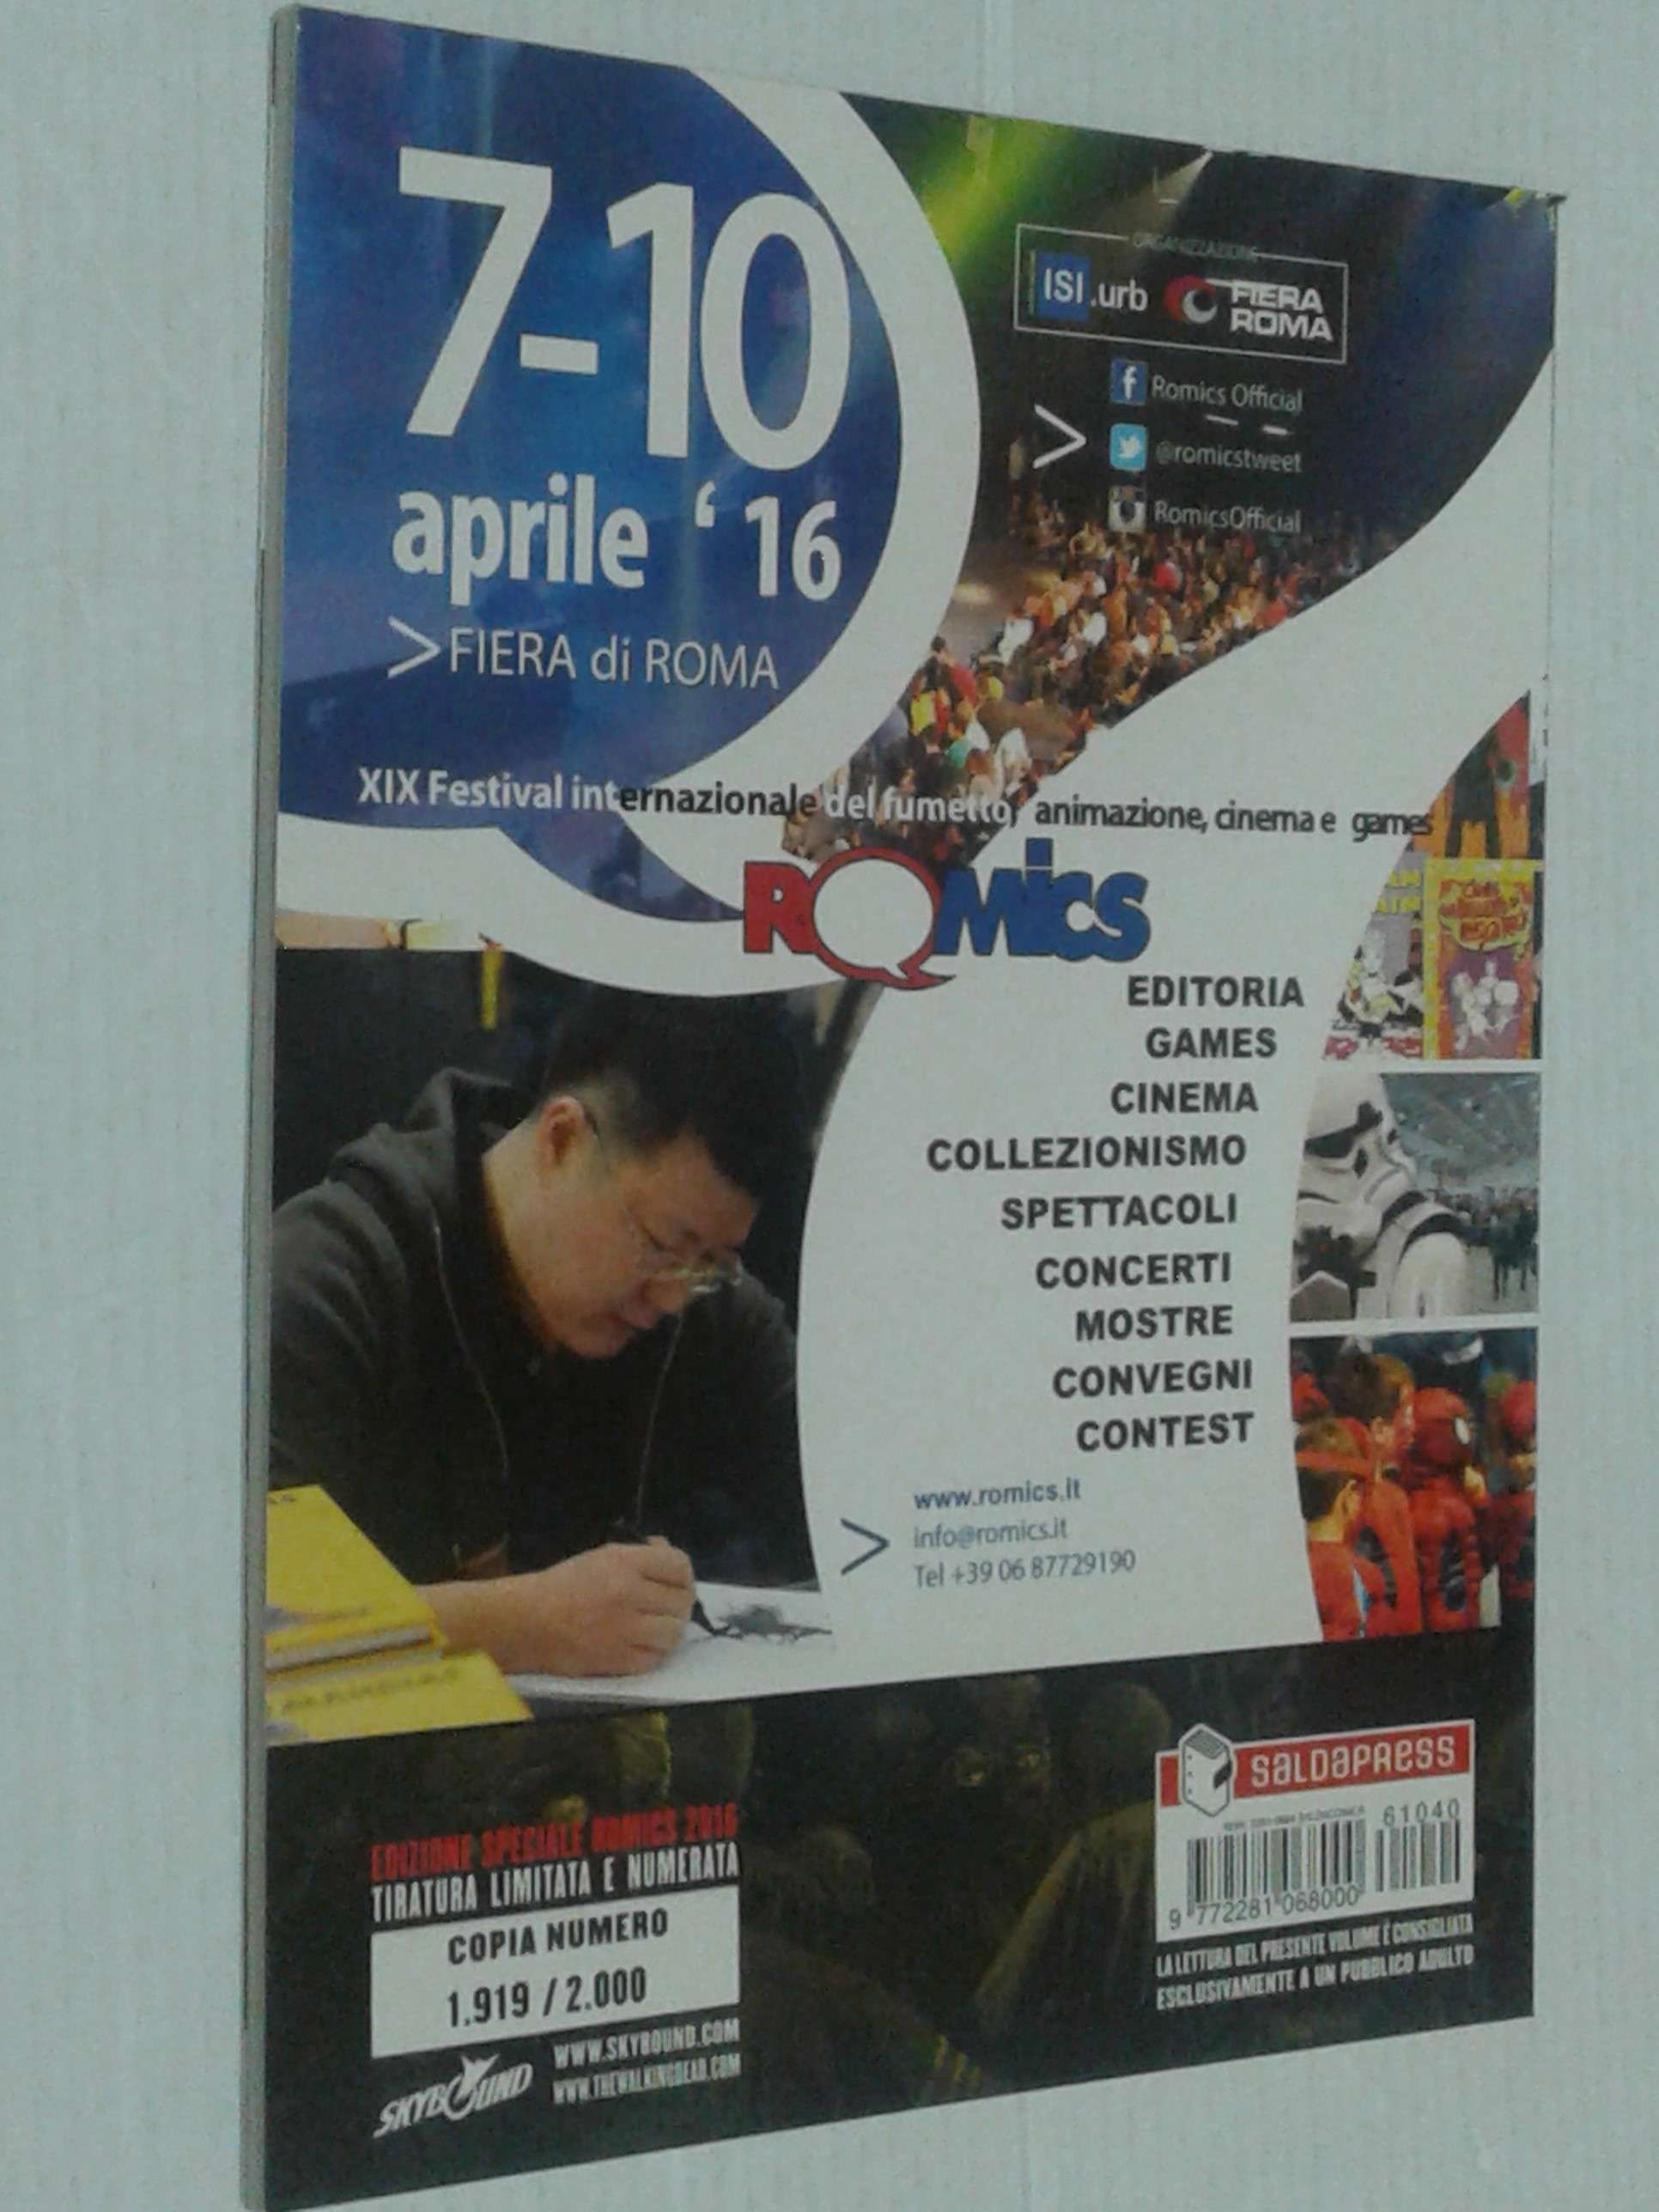 7-10
aprile ‘16
>FIERA di ROMA
ORGANIZZAZIONE
ISI.urb FIERA ROMA
Romics Official
@romicstweet
RomicsOfficial
XIX Festival internazionale del fumetto, animazione, cinema e games
ROMICS
EDITORIA
GAMES
CINEMA
COLLEZIONISMO
SPETTACOLI
CONCERTI
MOSTRE
CONVEGNI
CONTEST
www.romics.it
info@romics.it
Tel +39 06 87729190
EDIZIONE SPECIALE ROMICS 2016
TIRATURA LIMITATA E NUMERATA
COPIA NUMERO
1.919 / 2.000
SKYBOUND
WWW.SKYBOUND.COM
WWW.THEWALKINGDEAD.COM
saLDaPRESS
61040
9 772281 068000
LA LETTURA DEL PRESENTE VOLUME È CONSIGLIATA
ESCLUSIVAMENTE A UN PUBBLICO ADULTO